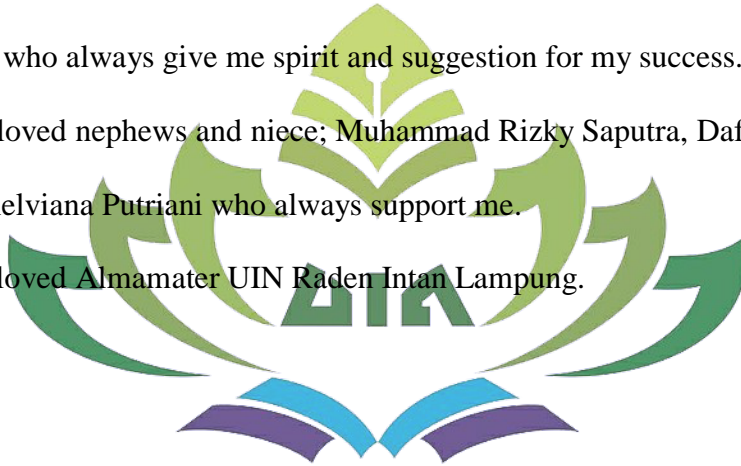 who always give me spirit and suggestion for my success.
loved nephews and niece; Muhammad Rizky Saputra, Daf
elviana Putriani who always support me.
loved Almamater UIN Raden Intan Lampung.